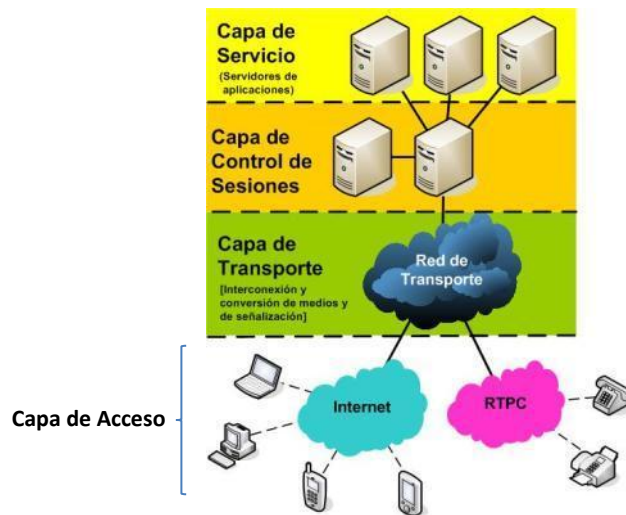 Capa de
Servicio
(Servidores de
aplicaciones)
Capa de
Control de
Sesiones
Capa de
Transporte
[Interconexión y
conversión de medios y
de señalización]
Red de
Transporte
Capa de Acceso
Internet
RTPC